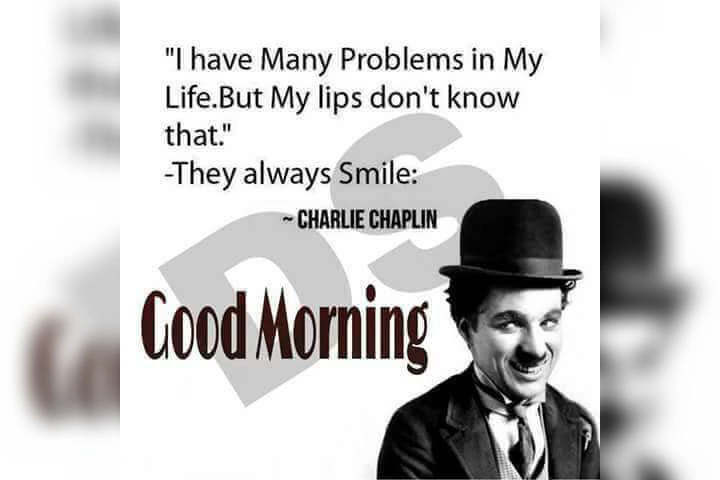 "I have Many Problems in My
Life.But My lips don't know
that."
-They always Smile:
~ CHARLIE CHAPLIN
Good Morning
DS